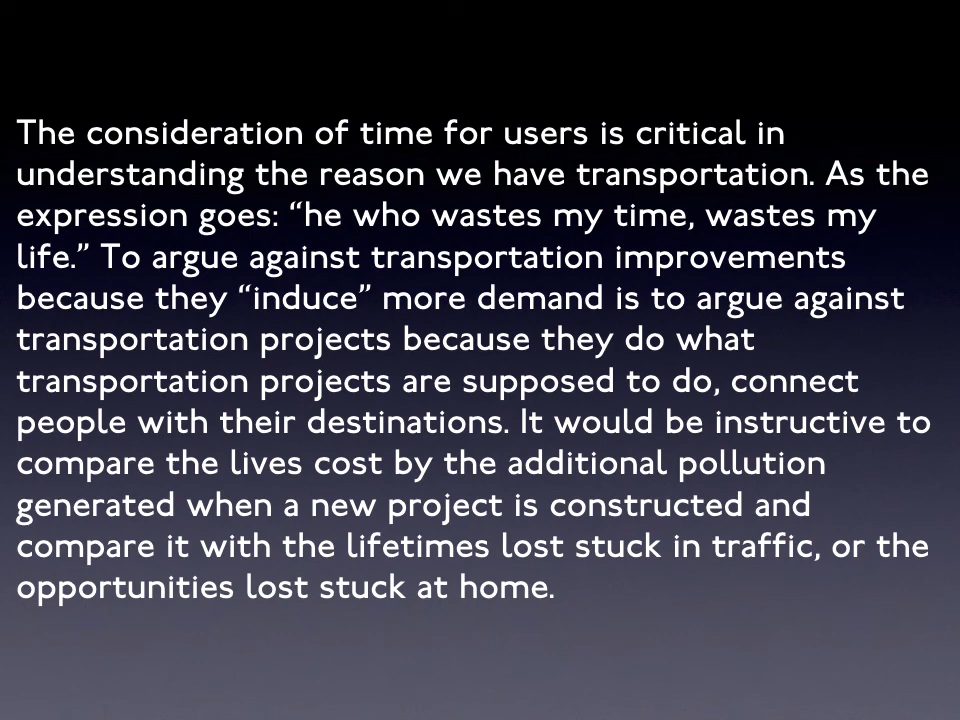 The consideration of time for users is critical in
understanding the reason we have transportation. As the
expression goes: “he who wastes my time, wastes my
life.” To argue against transportation improvements
because they “induce” more demand is to argue against
transportation projects because they do what
transportation projects are supposed to do, connect
people with their destinations. It would be instructive to
compare the lives cost by the additional pollution
generated when a new project is constructed and
compare it with the lifetimes lost stuck in traffic, or the
opportunities lost stuck at home.